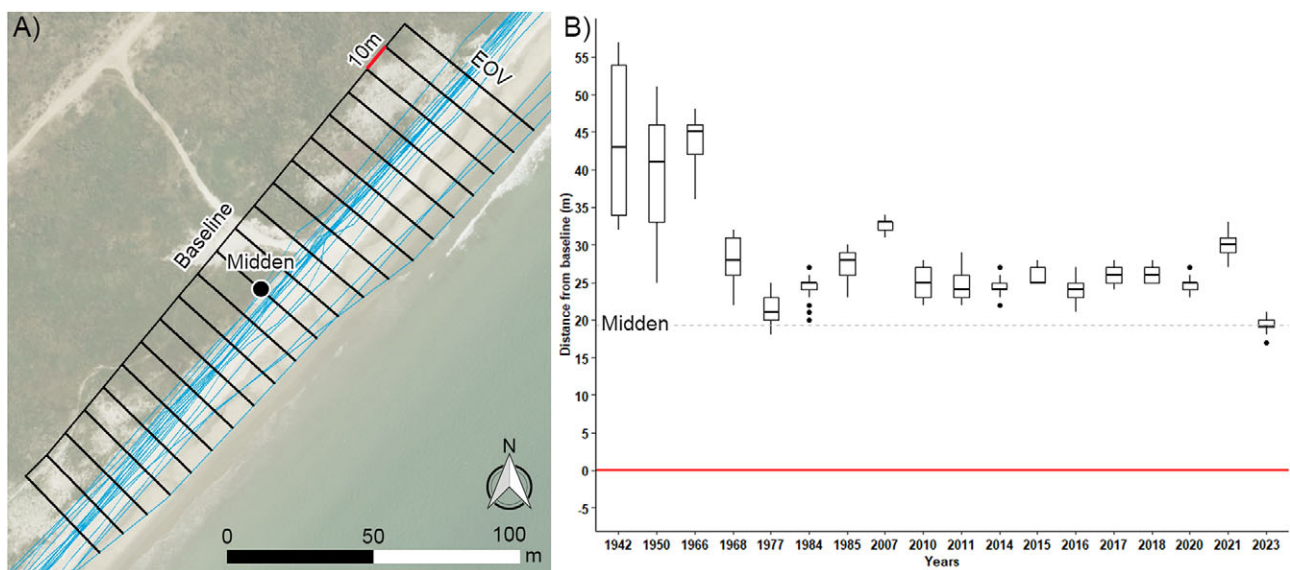 A)
10m
EOV
Baseline
Midden
N
0 50 100
m
B)
Distance from baseline (m)
55
50
45
40
35
30
25
20
Midden
15
10
5
0
-5
1942 1950 1966 1968 1977 1984 1985 2007 2010 2011 2014 2015 2016 2017 2018 2020 2021 2023
Years